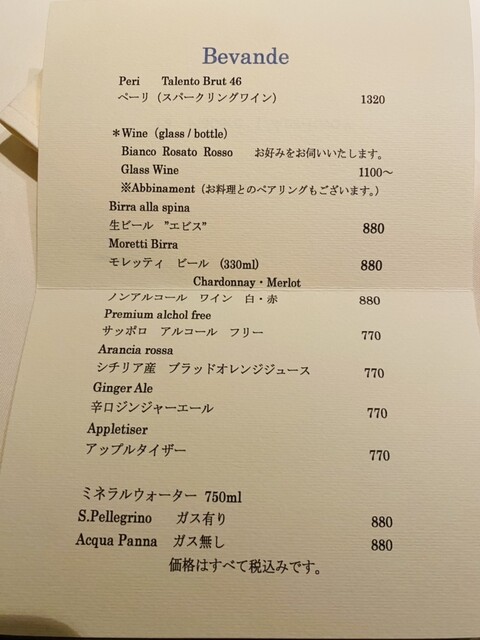 Bevande
Peri Talento Brut 46
ペーリ（スパークリングワイン） 1320
＊Wine（glass / bottle）
Bianco Rosato Rosso お好みをお伺いいたします。
Glass Wine 1100～
※Abbinament（お料理とのペアリングもございます。）
Birra alla spina
生ビール ”エビス” 880
Moretti Birra
モレッティ ビール （330ml） 880
Chardonnay・Merlot
ノンアルコール ワイン 白・赤 880
Premium alchol free
サッポロ アルコール フリー 770
Arancia rossa
シチリア産 ブラッドオレンジジュース 770
Ginger Ale
辛口ジンジャーエール 770
Appletiser
アップルタイザー 770
ミネラルウォーター 750ml
S.Pellegrino ガス有り 880
Acqua Panna ガス無し 880
価格はすべて税込みです。